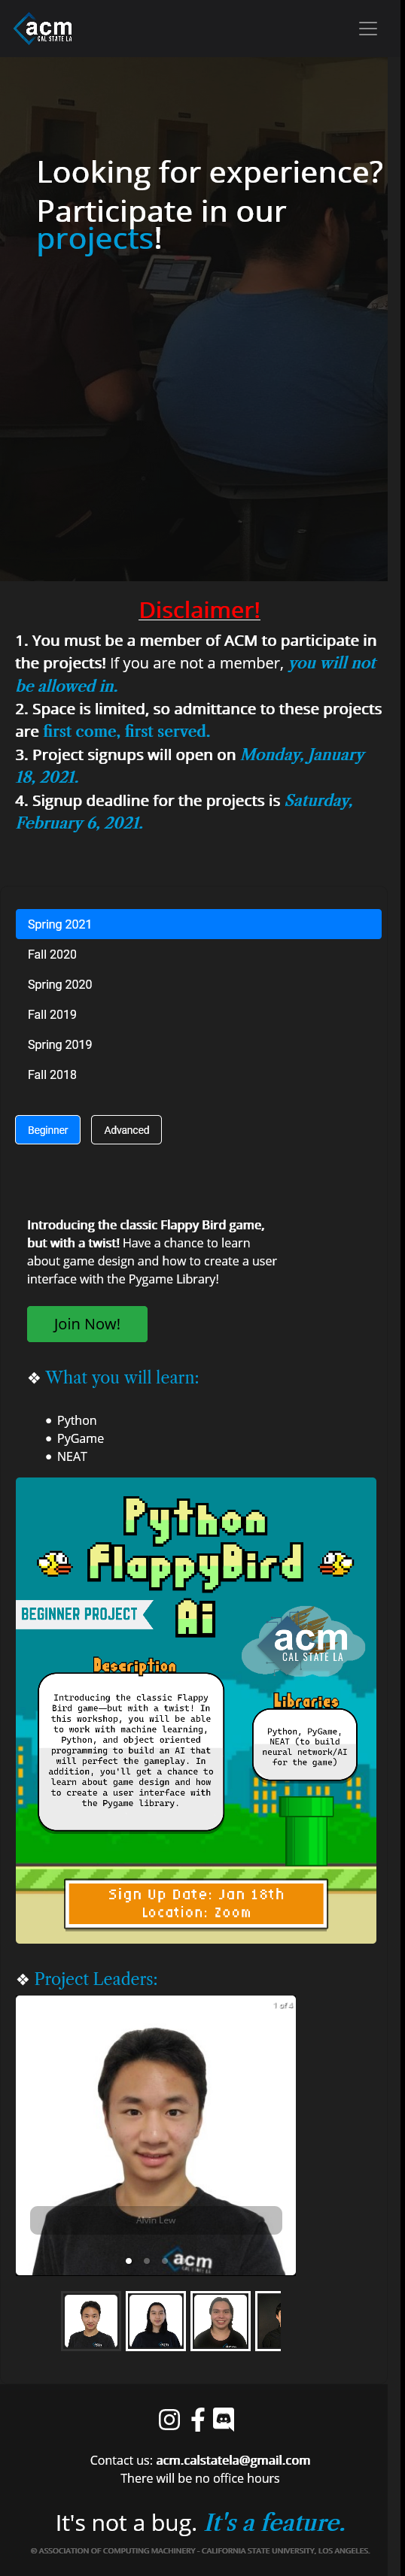 acm
CAL STATE LA
Looking for experience?
Participate in our
projects!
Disclaimer!
1. You must be a member of ACM to participate in
the projects! If you are not a member, you will not
be allowed in.
2. Space is limited, so admittance to these projects
are first come, first served.
3. Project signups will open on Monday, January
18, 2021.
4. Signup deadline for the projects is Saturday,
February 6, 2021.
Spring 2021
Fall 2020
Spring 2020
Fall 2019
Spring 2019
Fall 2018
Beginner Advanced
Introducing the classic Flappy Bird game,
but with a twist! Have a chance to learn
about game design and how to create a user
interface with the Pygame Library!
Join Now!
❖ What you will learn:
• Python
• PyGame
• NEAT
Python
FlappyBird
Ai
BEGINNER PROJECT
acm
CAL STATE LA
Description
Introducing the classic Flappy
Bird game—but with a twist! In
this workshop, you will be able
to work with machine learning,
Python, and object oriented
programming to build an AI that
will perfect the gameplay. In
addition, you'll get a chance to
learn about game design and how
to create a user interface with
the Pygame library.
Libraries
Python, PyGame,
NEAT (to build
neural network/AI
for the game)
Sign Up Date: Jan 18th
Location: Zoom
❖ Project Leaders:
1 of 4
Alvin Lew
acm
Contact us: acm.calstatela@gmail.com
There will be no office hours
It's not a bug. It's a feature.
© ASSOCIATION OF COMPUTING MACHINERY - CALIFORNIA STATE UNIVERSITY, LOS ANGELES.